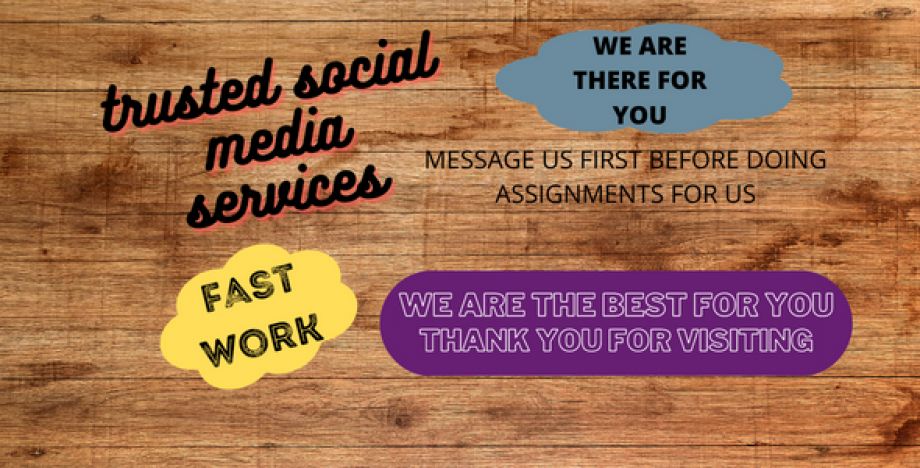 trusted social
media
services
WE ARE
THERE FOR
YOU
MESSAGE US FIRST BEFORE DOING
ASSIGNMENTS FOR US
FAST
WORK
WE ARE THE BEST FOR YOU
THANK YOU FOR VISITING